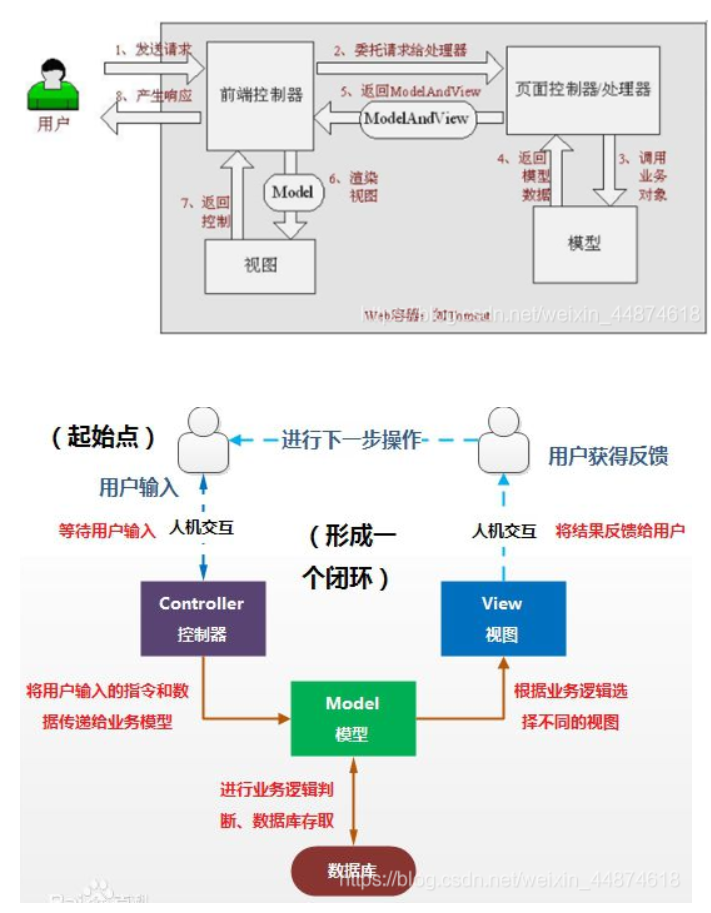 1、发送请求
2、委托请求给处理器
8、产生响应
5、返回ModelAndView
前端控制器
页面控制器/处理器
ModelAndView
用户
4、返回
模型
数据
3、调用
业务
对象
6、渲染
视图
Model
7、返回
控制
视图
模型
Web容器：如Tomcat
http://blog.csdn.net/weixin_44874618
（起始点）
进行下一步操作
用户获得反馈
用户输入
等待用户输入
人机交互
（形成一
个闭环）
人机交互
将结果反馈给用户
Controller
控制器
View
视图
将用户输入的指令和数
据传递给业务模型
Model
模型
根据业务逻辑选
择不同的视图
进行业务逻辑判
断、数据库存取
数据库
https://blog.csdn.net/weixin_44874618